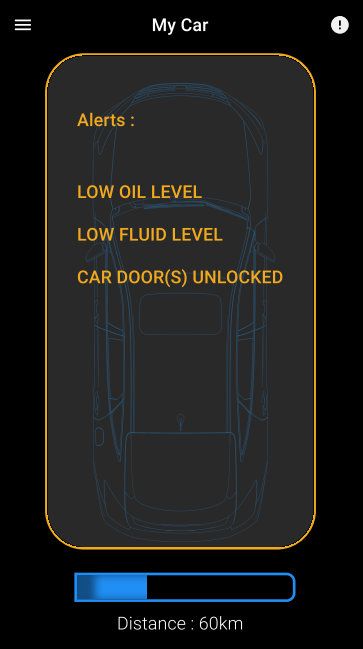 My Car
Alerts :
LOW OIL LEVEL
LOW FLUID LEVEL
CAR DOOR(S) UNLOCKED
Distance : 60km